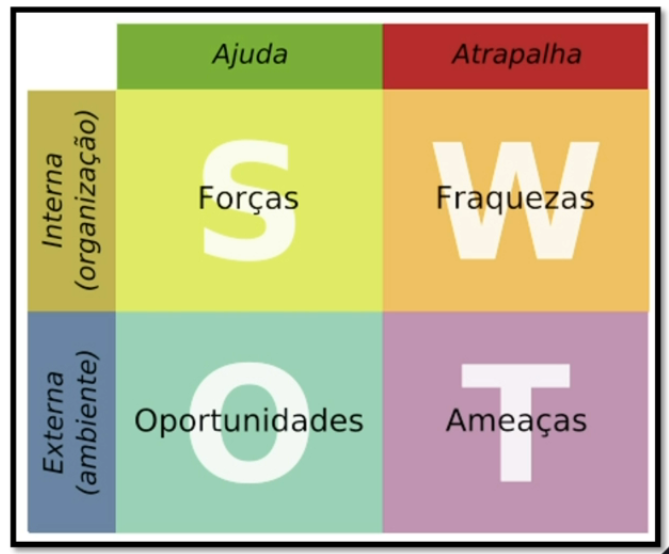 Ajuda
Atrapalha
Interna
(organização)
S
Forças
W
Fraquezas
Externa
(ambiente)
O
Oportunidades
T
Ameaças